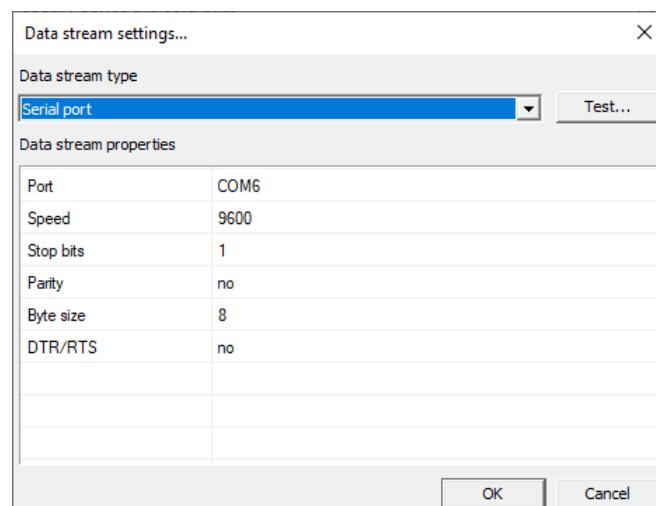 Data stream settings...
Data stream type
Serial port
Test...
Data stream properties
Port COM6
Speed 9600
Stop bits 1
Parity no
Byte size 8
DTR/RTS no
OK Cancel